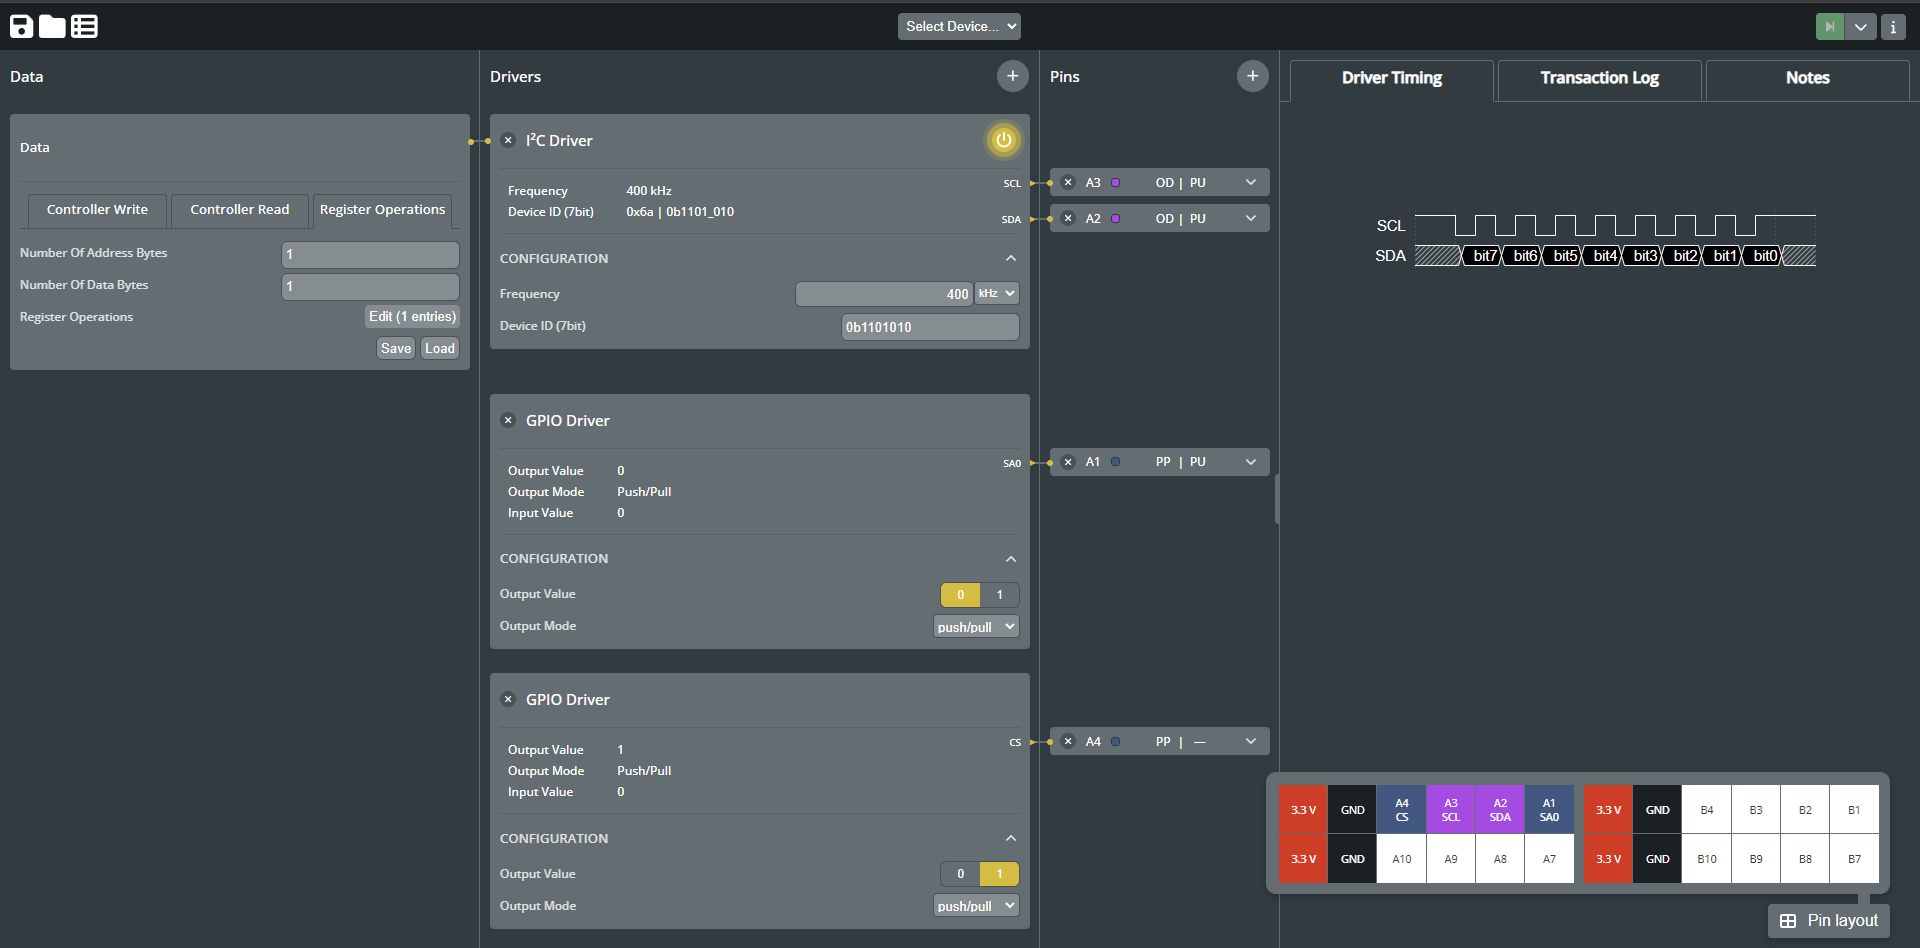 Select Device...
i
Data
Data
Controller Write
Controller Read
Register Operations
Number Of Address Bytes
1
Number Of Data Bytes
1
Register Operations
Edit (1 entries)
Save
Load
Drivers
+
I²C Driver
Frequency
400 kHz
Device ID (7bit)
0x6a | 0b1101_010
SCL
SDA
CONFIGURATION
Frequency
400
kHz
Device ID (7bit)
0b1101010
GPIO Driver
SA0
Output Value
0
Output Mode
Push/Pull
Input Value
0
CONFIGURATION
Output Value
0
1
Output Mode
push/pull
GPIO Driver
CS
Output Value
1
Output Mode
Push/Pull
Input Value
0
CONFIGURATION
Output Value
0
1
Output Mode
push/pull
Pins
+
A3
OD | PU
A2
OD | PU
A1
PP | PU
A4
PP | —
Driver Timing
Transaction Log
Notes
SCL
SDA
bit7
bit6
bit5
bit4
bit3
bit2
bit1
bit0
3.3 V
GND
A4
CS
A3
SCL
A2
SDA
A1
SA0
3.3 V
GND
B4
B3
B2
B1
3.3 V
GND
A10
A9
A8
A7
3.3 V
GND
B10
B9
B8
B7
Pin layout